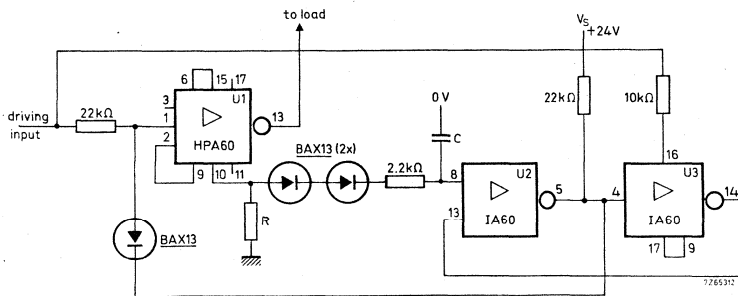 to load
Vs
+24V
6 15 17
U1
3
1
2
HPA60
13
9 10 11
driving
input
22kΩ
22kΩ
10kΩ
0 V
C
BAX13 (2x)
2.2kΩ
8
13
U2
IA60
5
16
4
U3
IA60
14
17 9
R
BAX13
7Z65312